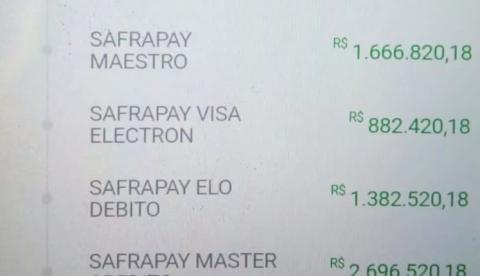 SAFRAPAY
MAESTRO
R$ 1.666.820,18
SAFRAPAY VISA
ELECTRON
R$ 882.420,18
SAFRAPAY ELO
DEBITO
R$ 1.382.520,18
SAFRAPAY MASTER
R$ 2.696.520,18